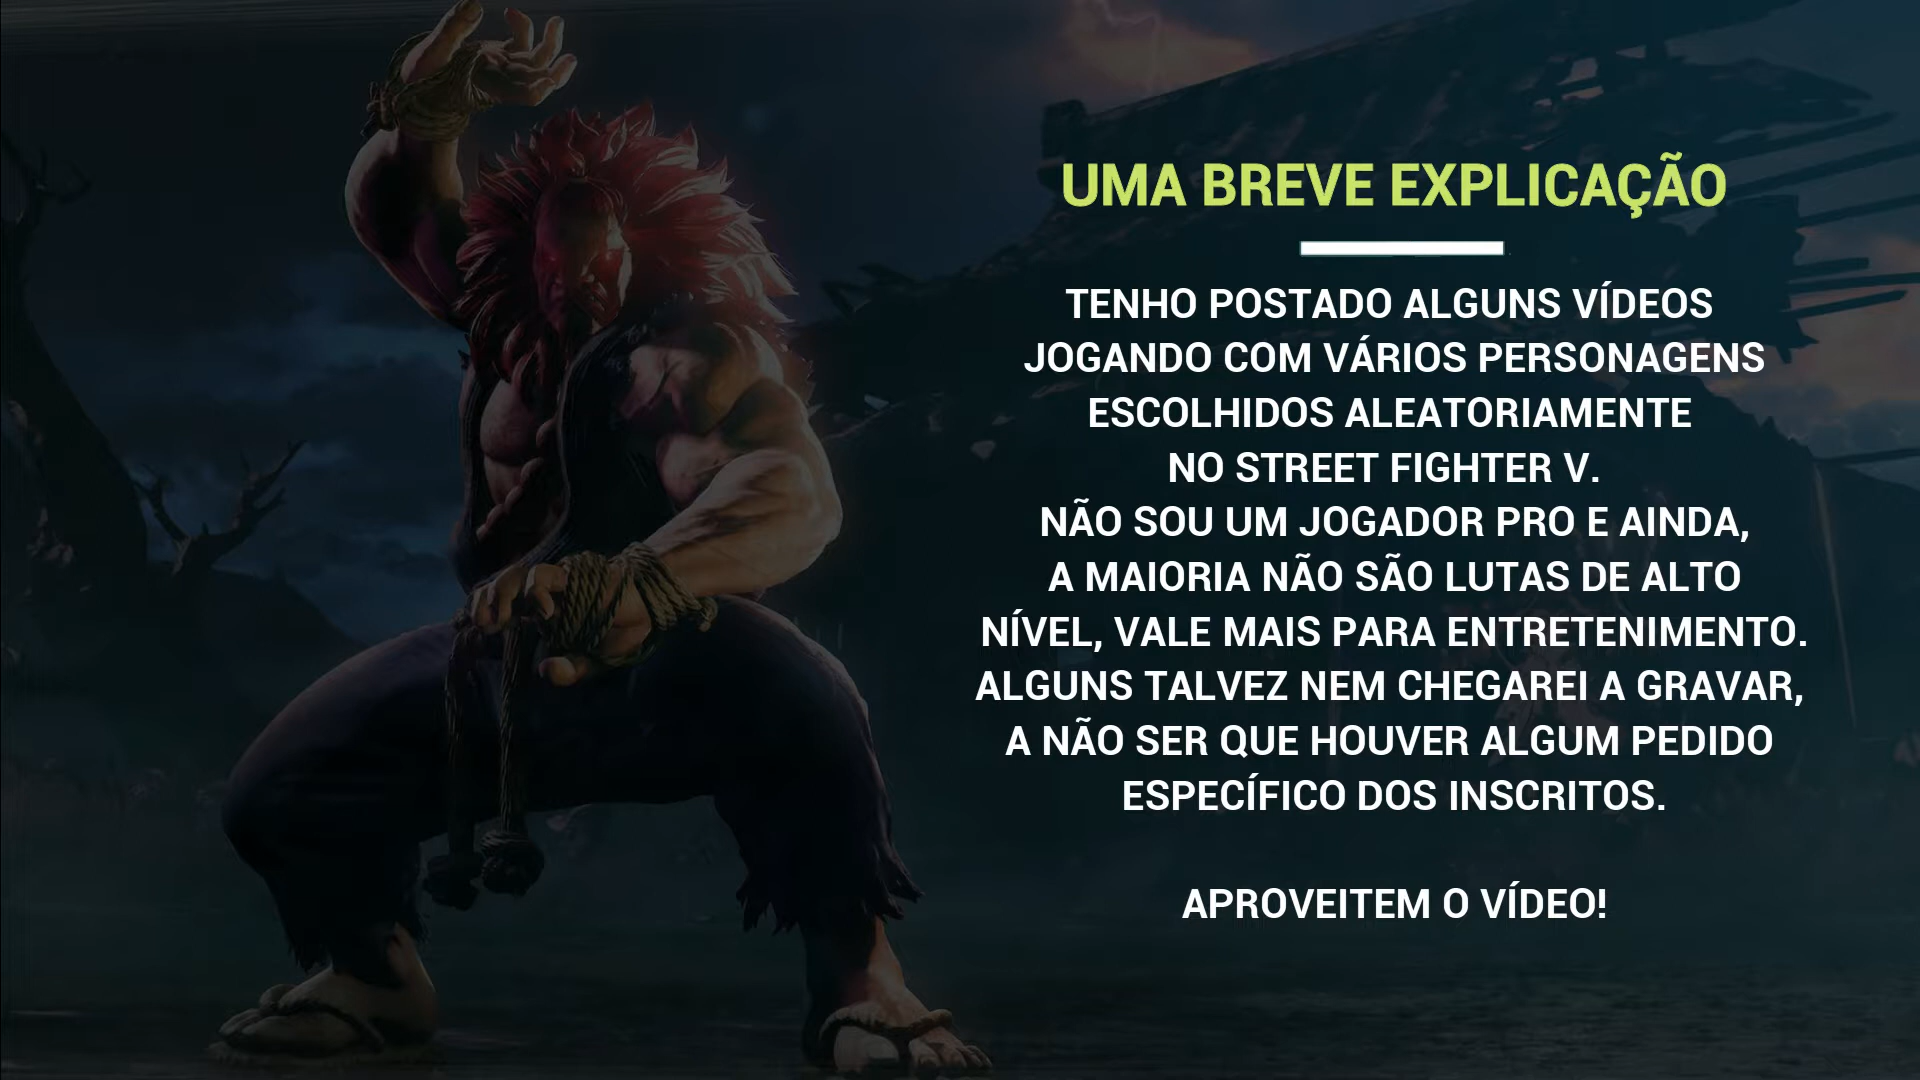 UMA BREVE EXPLICAÇÃO
TENHO POSTADO ALGUNS VÍDEOS
JOGANDO COM VÁRIOS PERSONAGENS
ESCOLHIDOS ALEATORIAMENTE
NO STREET FIGHTER V.
NÃO SOU UM JOGADOR PRO E AINDA,
A MAIORIA NÃO SÃO LUTAS DE ALTO
NÍVEL, VALE MAIS PARA ENTRETENIMENTO.
ALGUNS TALVEZ NEM CHEGAREI A GRAVAR,
A NÃO SER QUE HOUVER ALGUM PEDIDO
ESPECÍFICO DOS INSCRITOS.
APROVEITEM O VÍDEO!